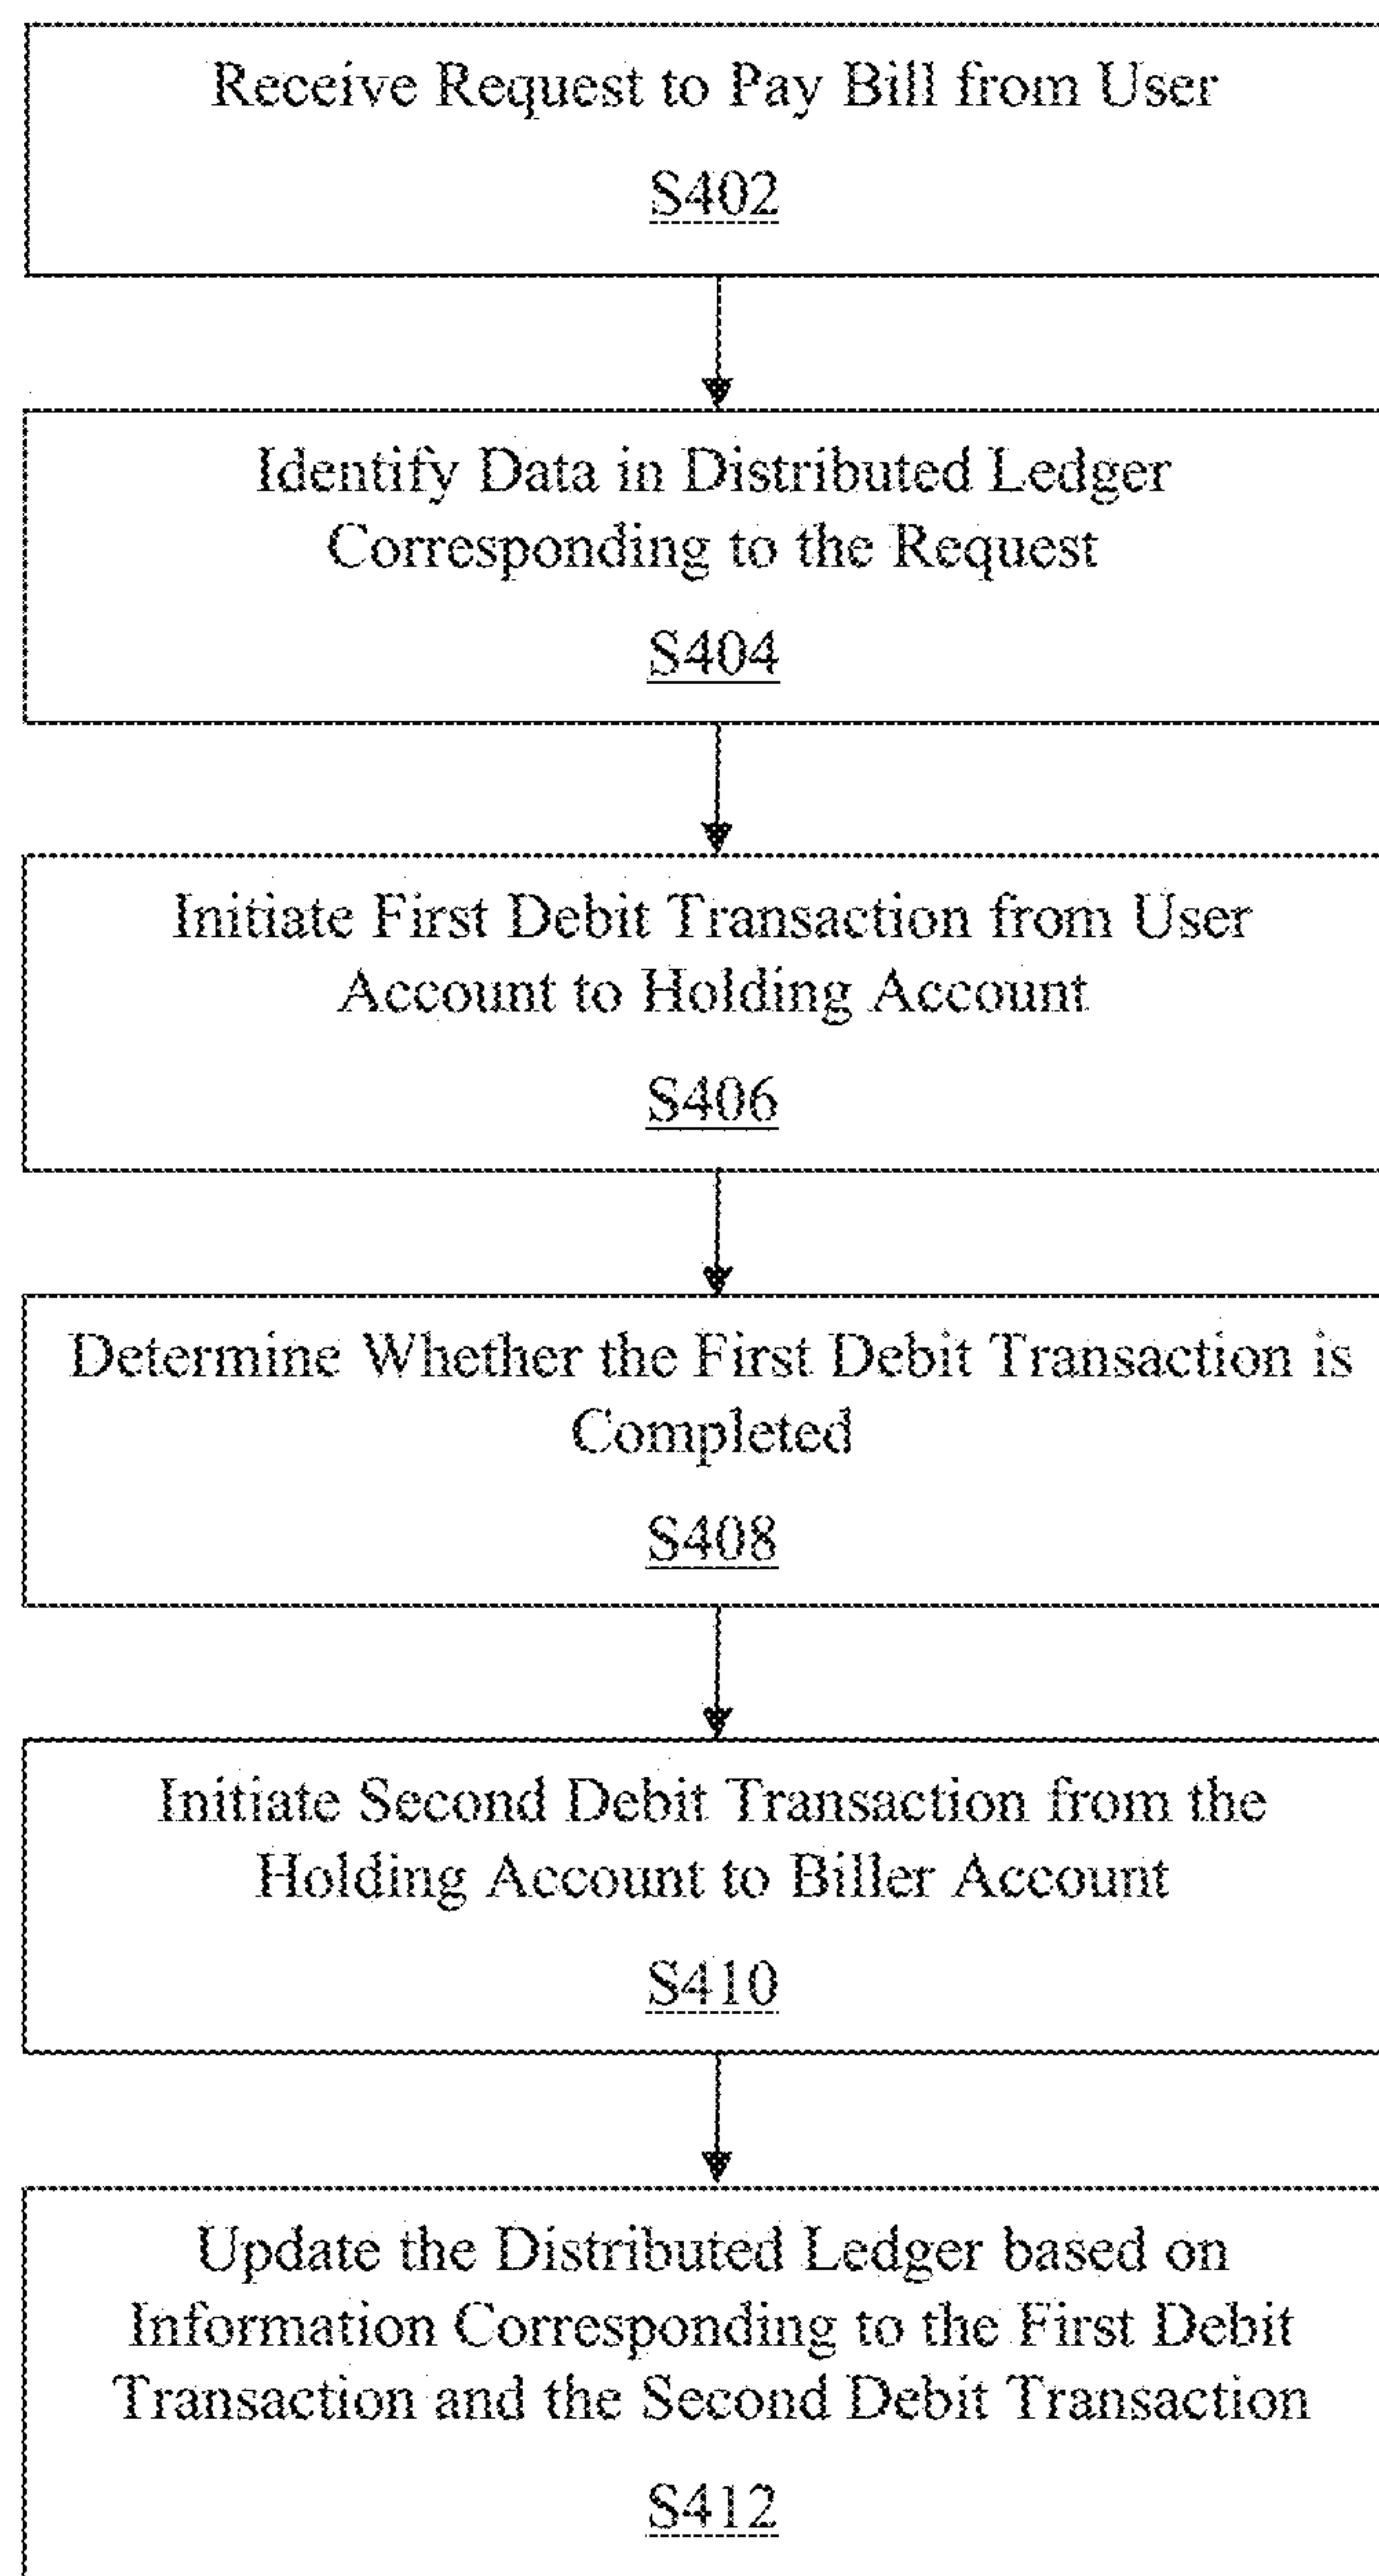 Receive Request to Pay Bill from User
S402
Identify Data in Distributed Ledger
Corresponding to the Request
S404
Initiate First Debit Transaction from User
Account to Holding Account
S406
Determine Whether the First Debit Transaction is
Completed
S408
Initiate Second Debit Transaction from the
Holding Account to Biller Account
S410
Update the Distributed Ledger based on
Information Corresponding to the First Debit
Transaction and the Second Debit Transaction
S412